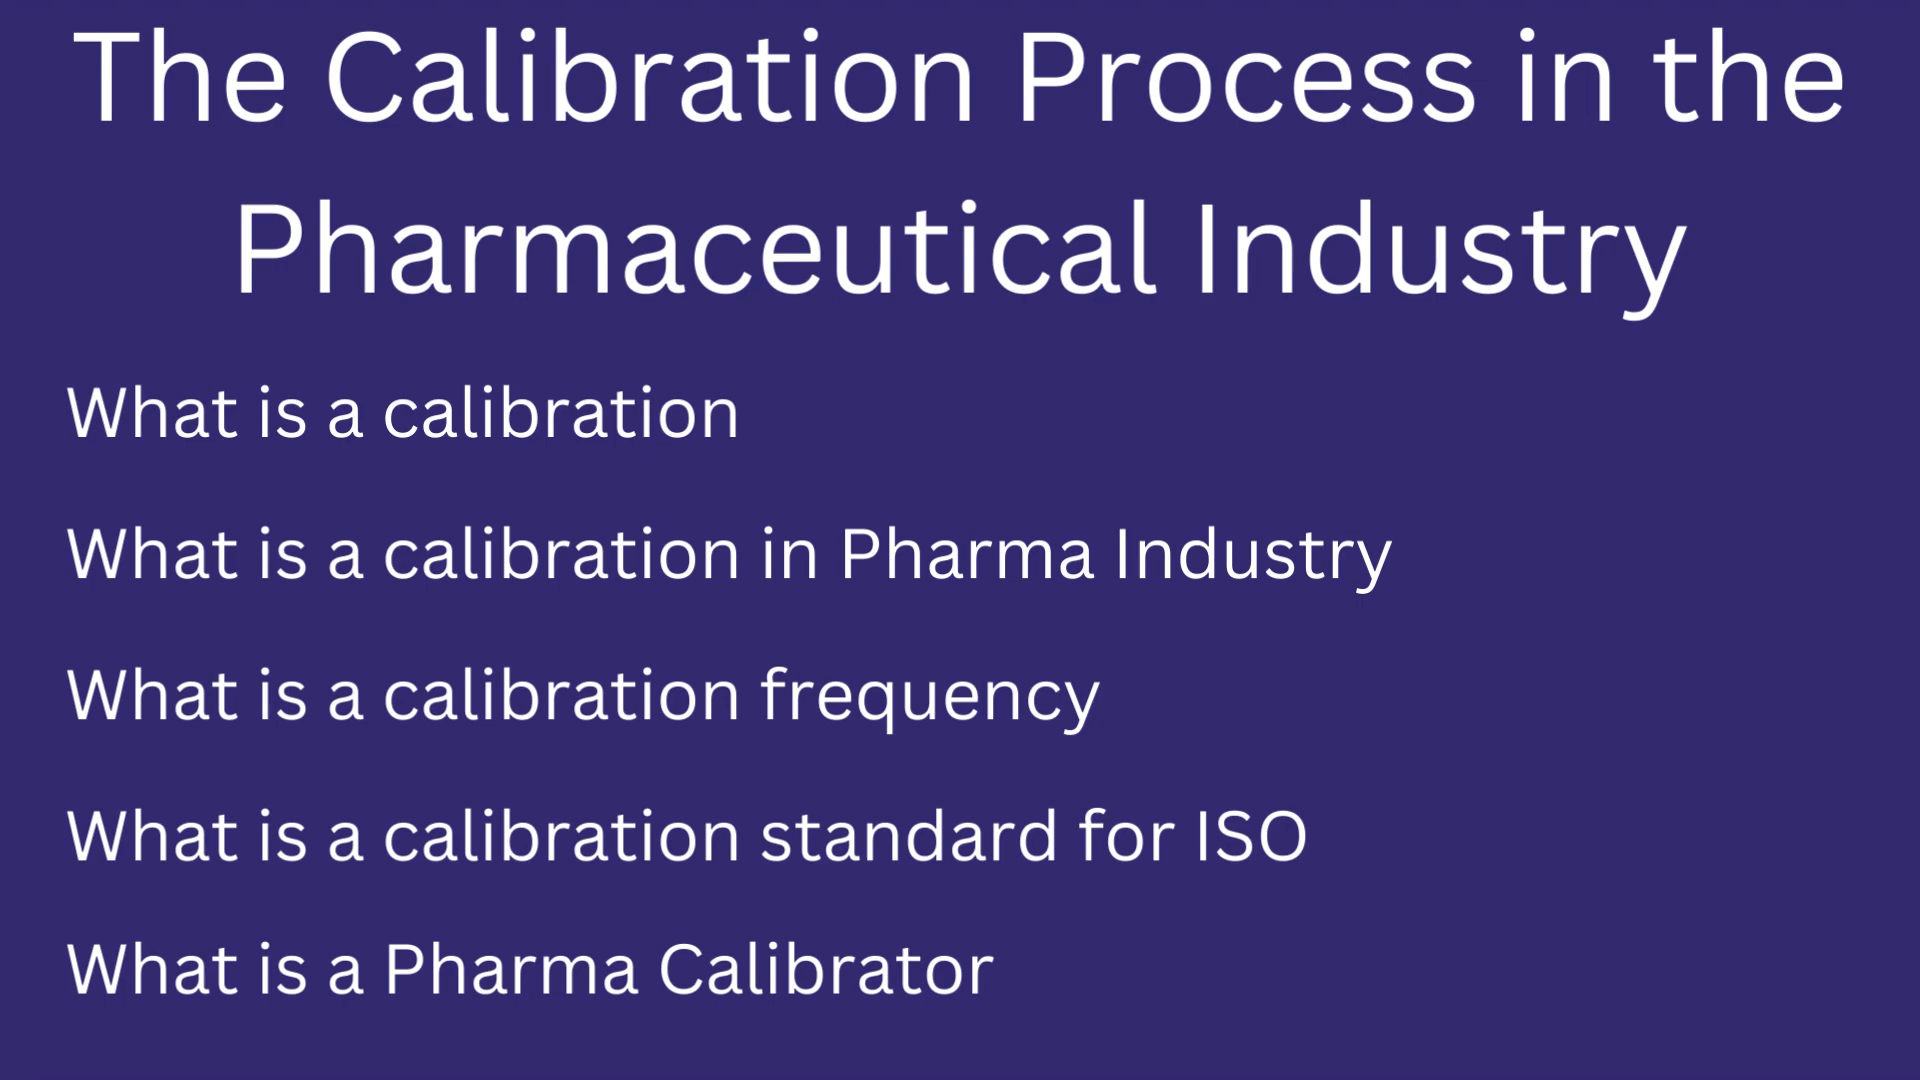 The Calibration Process in the
Pharmaceutical Industry
What is a calibration
What is a calibration in Pharma Industry
What is a calibration frequency
What is a calibration standard for ISO
What is a Pharma Calibrator